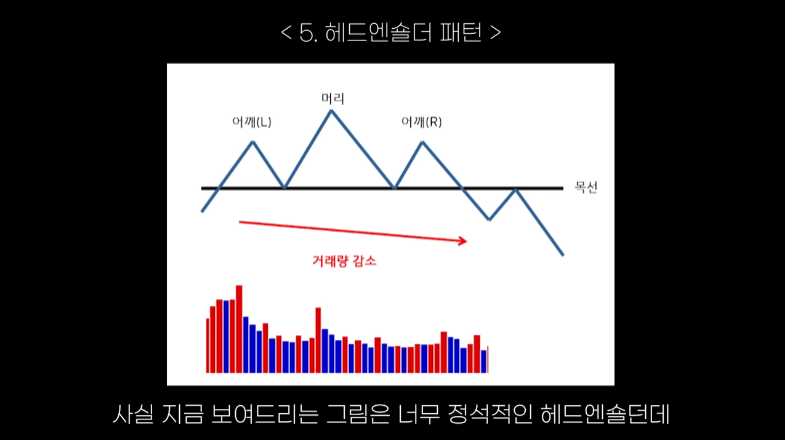 < 5. 헤드엔숄더 패턴 >
머리
어깨(L)
어깨(R)
목선
거래량 감소
사실 지금 보여드리는 그림은 너무 정석적인 헤드엔숄던데